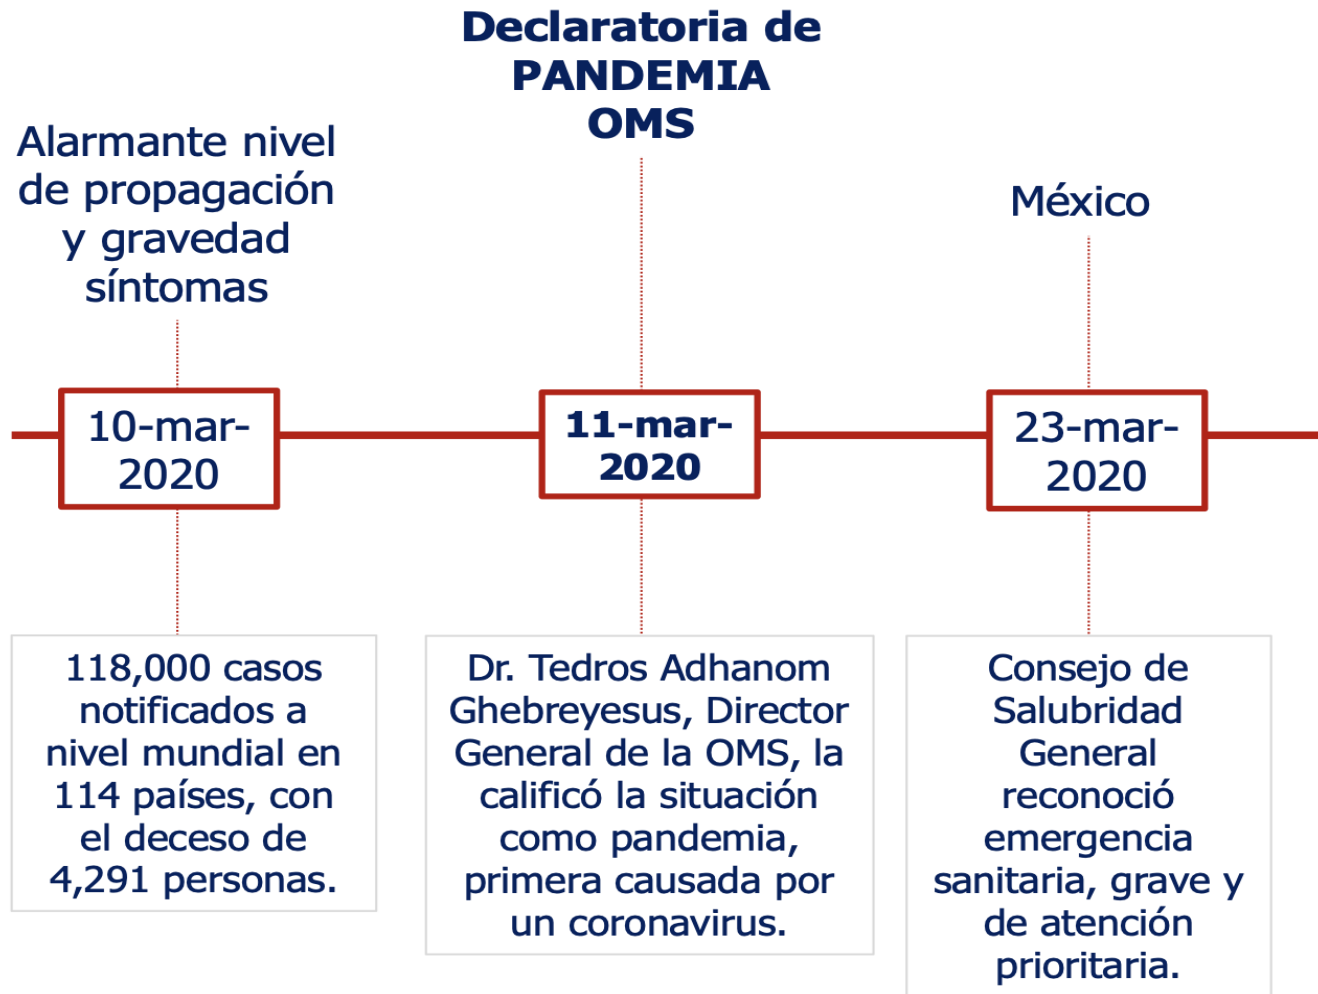 Declaratoria de
PANDEMIA
OMS
Alarmante nivel
de propagación
y gravedad
síntomas
México
10-mar-
2020
11-mar-
2020
23-mar-
2020
118,000 casos
notificados a
nivel mundial en
114 países, con
el deceso de
4,291 personas.
Dr. Tedros Adhanom
Ghebreyesus, Director
General de la OMS, la
calificó la situación
como pandemia,
primera causada por
un coronavirus.
Consejo de
Salubridad
General
reconoció
emergencia
sanitaria, grave y
de atención
prioritaria.